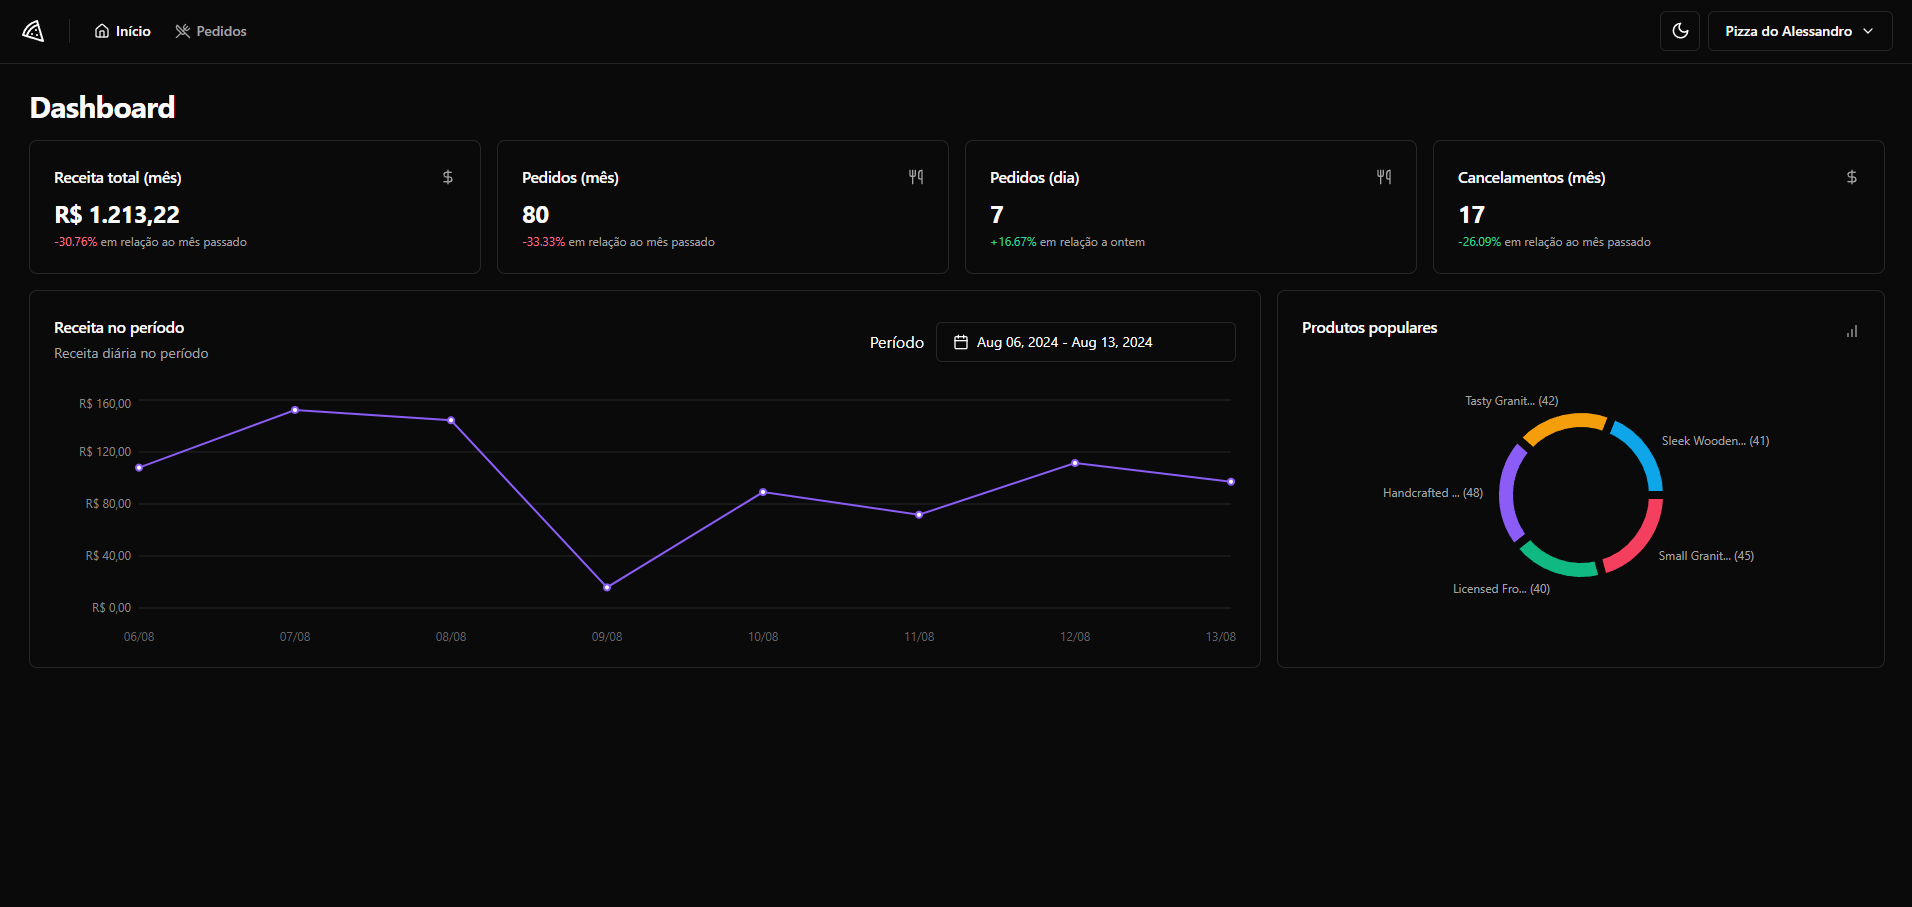 Início Pedidos Pizza do Alessandro
Dashboard
Receita total (mês)
R$ 1.213,22
-30.76% em relação ao mês passado
Pedidos (mês)
80
-33.33% em relação ao mês passado
Pedidos (dia)
7
+16.67% em relação a ontem
Cancelamentos (mês)
17
-26.09% em relação ao mês passado
Receita no período
Receita diária no período
Período Aug 06, 2024 - Aug 13, 2024
R$ 160,00
R$ 120,00
R$ 80,00
R$ 40,00
R$ 0,00
06/08 07/08 08/08 09/08 10/08 11/08 12/08 13/08
Produtos populares
Tasty Granit... (42)
Sleek Wooden... (41)
Handcrafted ... (48)
Small Granit... (45)
Licensed Fro... (40)